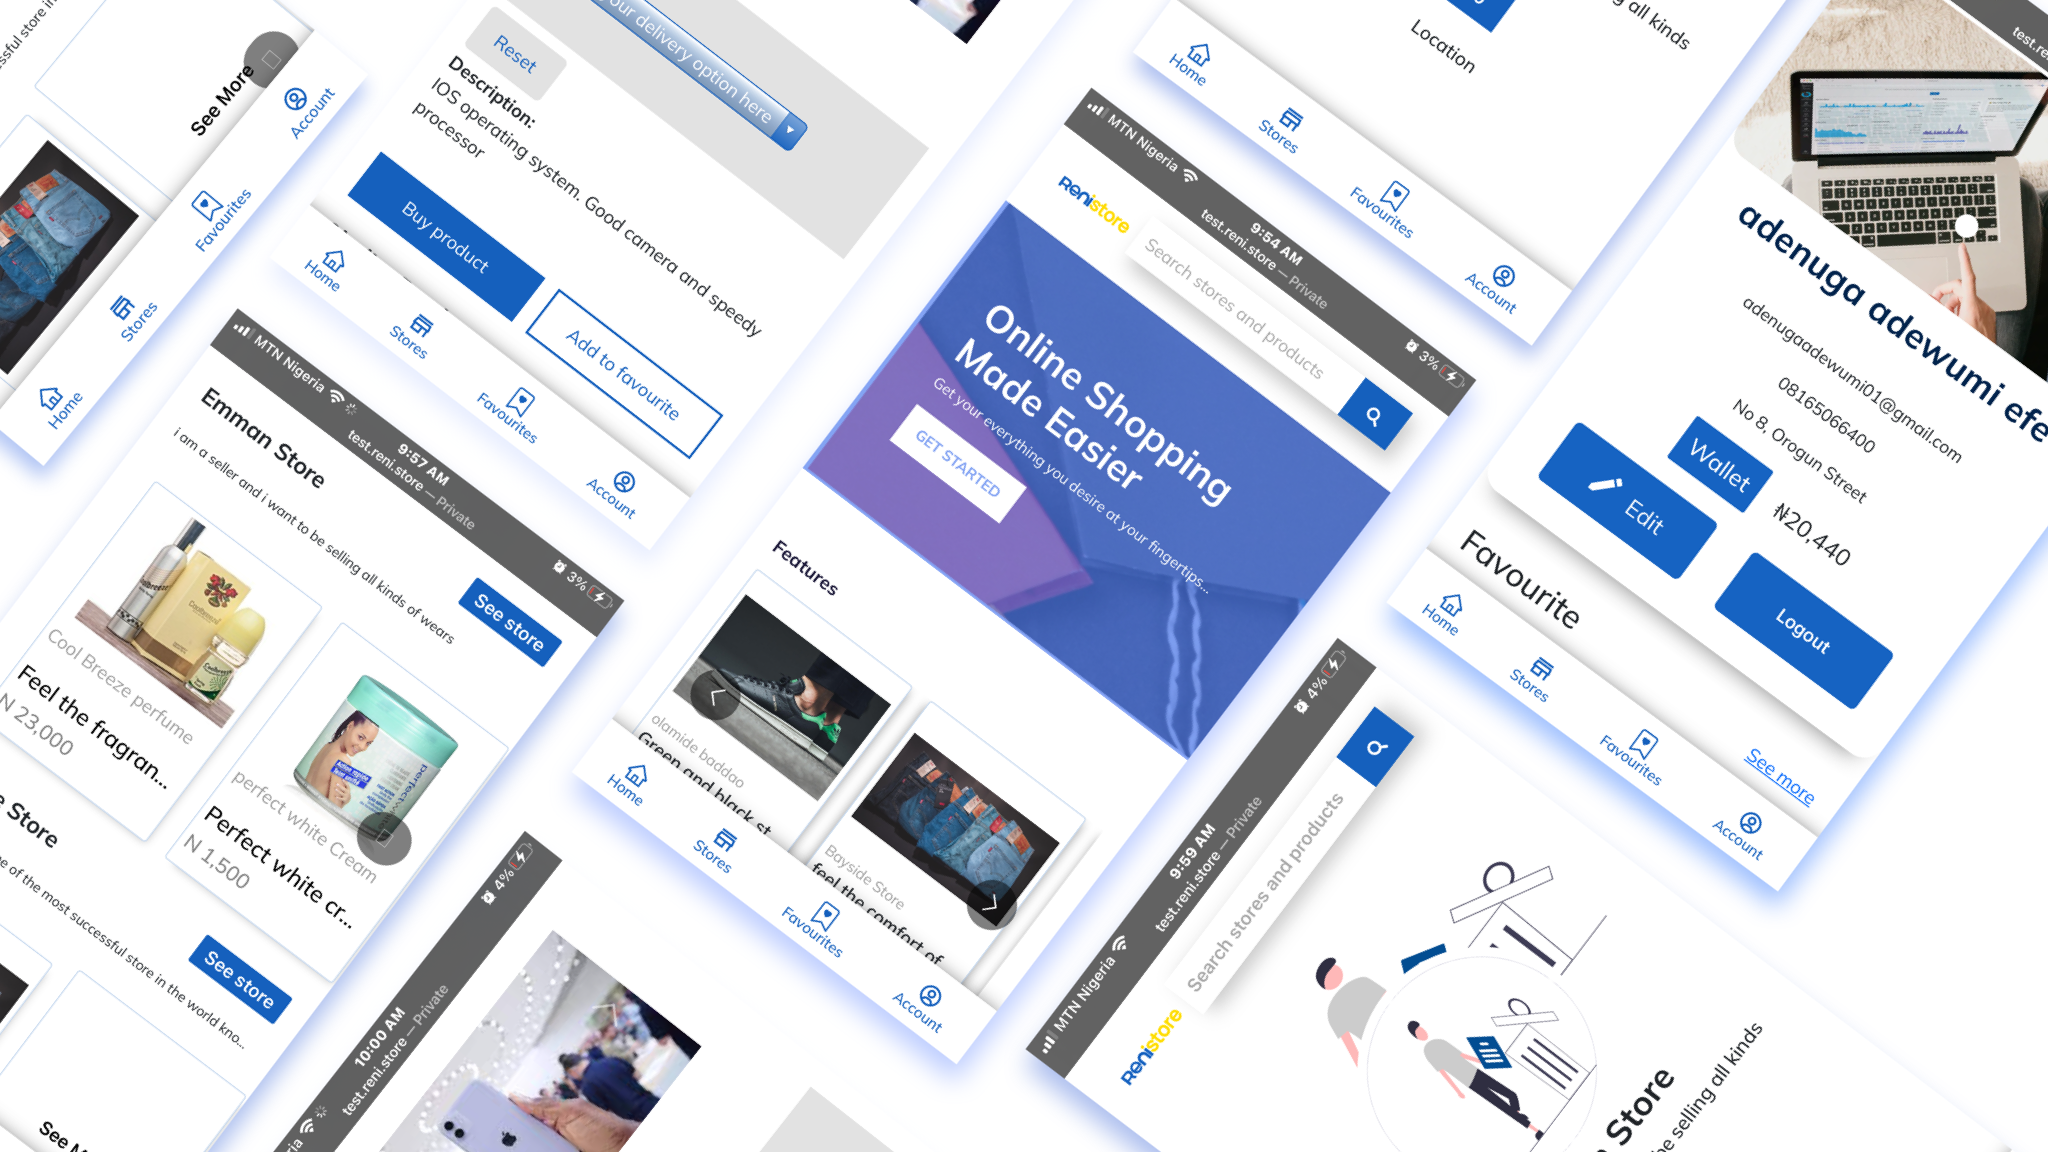 See More
Account
Favourites
Stores
Home
Reset
our delivery option here
Description:
IOS operating system. Good camera and speedy
processor
Buy product
Add to favourite
Home
Stores
Favourites
Account
MTN Nigeria
9:57 AM
test.reni.store — Private
3%
Emman Store
i am a seller and i want to be selling all kinds of wears
See store
Cool Breeze perfume
Feel the fragran...
N 23,000
perfect white Cream
Perfect white cr...
N 1,500
Store
e of the most successful store in the world kno...
See store
See M
4%
10:00 AM
test.reni.store — Private
MTN Nigeria
9:54 AM
test.reni.store — Private
3%
Renistore
Search stores and products
Online Shopping
Made Easier
Get your everything you desire at your fingertips...
GET STARTED
Features
olamide baddao
Green and black st
Bayside Store
feel the comfort of
Home
Stores
Favourites
Account
all kinds
Location
Home
Stores
Favourites
Account
test.re
adenuga adewumi efe
adenugaadewumi01@gmail.com
08165066400
No 8, Orogun Street
Wallet
₦20,440
Edit
Logout
Favourite
See more
Home
Stores
Favourites
Account
MTN Nigeria
9:59 AM
test.reni.store — Private
4%
Renistore
Search stores and products
Store
be selling all kinds